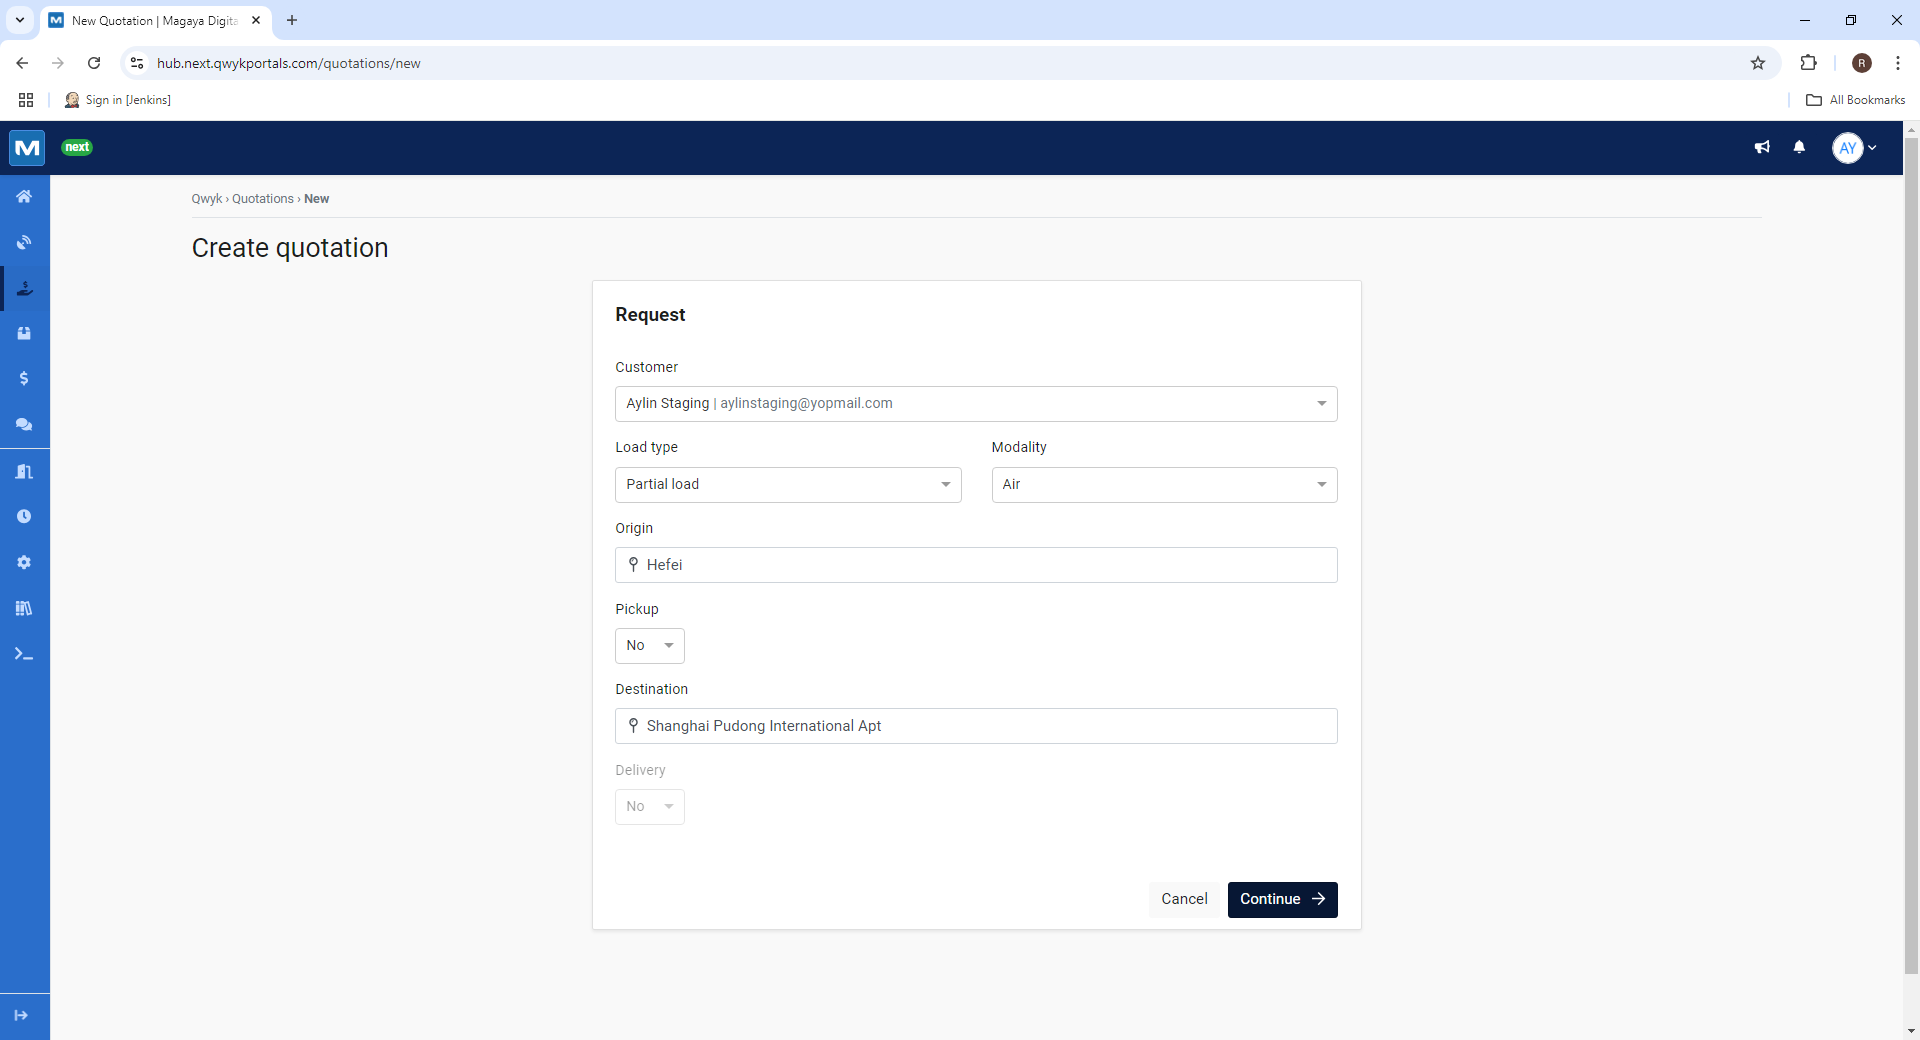 New Quotation | Magaya Digita
hub.next.qwykportals.com/quotations/new
R
Sign in [Jenkins]
All Bookmarks
M
next
AY
Qwyk › Quotations › New
Create quotation
Request
Customer
Aylin Staging | aylinstaging@yopmail.com
Load type
Modality
Partial load
Air
Origin
Hefei
Pickup
No
Destination
Shanghai Pudong International Apt
Delivery
No
Cancel
Continue